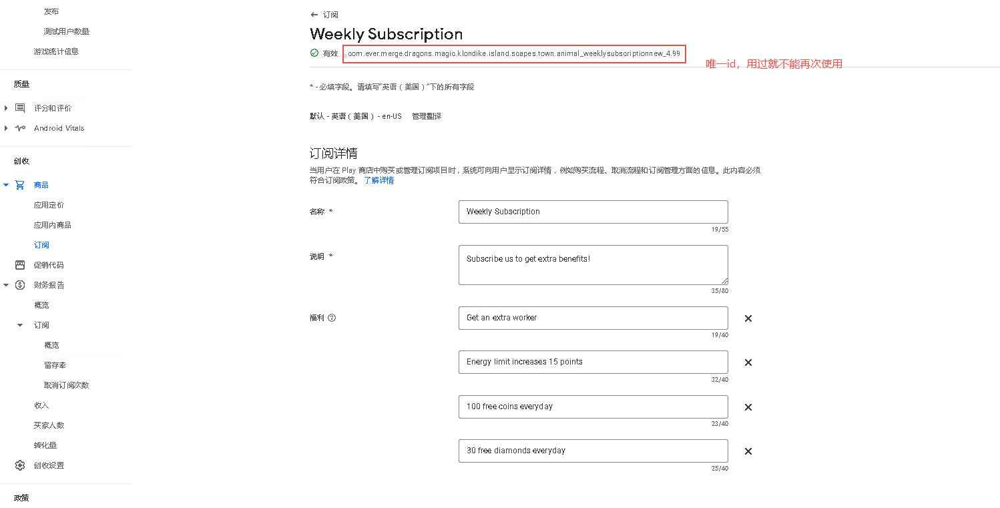 发布
测试用户数量
游戏统计信息
质量
评分和评价
Android Vitals
创收
商品
应用定价
应用内商品
订阅
促销代码
财务报告
概览
订阅
概览
留存率
取消订阅次数
收入
买家人数
转化量
创收设置
政策
← 订阅
Weekly Subscription
有效 com.ever.merge.dragons.magic.klondike.island.scapes.town.animal_weeklysubscriptionnew_4.99
唯一id，用过就不能再次使用
* - 必填字段。请填写“英语（美国）”下的所有字段
默认 - 英语（美国） - en-US 管理翻译
订阅详情
当用户在 Play 商店中购买或管理订阅项目时，系统可向用户显示订阅详情，例如购买流程、取消流程和订阅管理方面的信息。此内容必须
符合订阅政策。 了解详情
名称 *
Weekly Subscription
19/55
说明 *
Subscribe us to get extra benefits!
35/80
福利
Get an extra worker
19/40
Energy limit increases 15 points
32/40
100 free coins everyday
23/40
30 free diamonds everyday
25/40